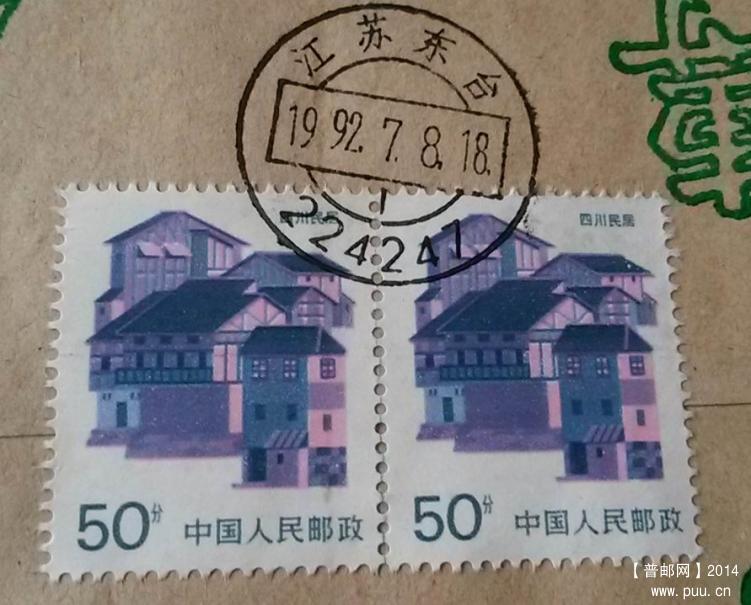 江苏东台
1992.7.8.18.
224247
四川民居
50分 中国人民邮政
四川民居
50分 中国人民邮政
【普邮网】2014
www.puu.cn